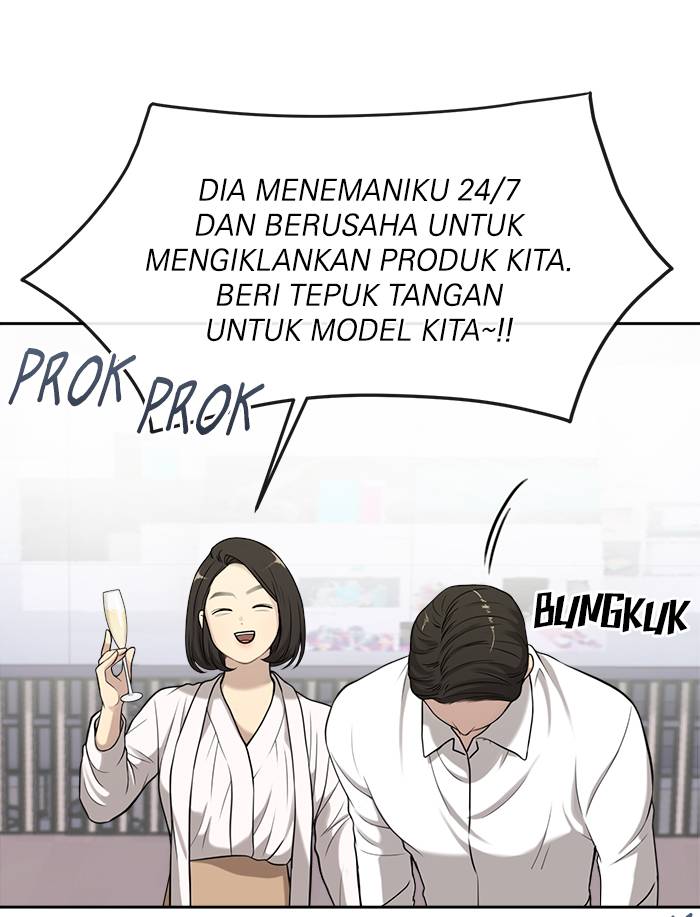 DIA MENEMANIKU 24/7
DAN BERUSAHA UNTUK
MENGIKLANKAN PRODUK KITA.
BERI TEPUK TANGAN
UNTUK MODEL KITA~!!
PROK
PROK
BUNGKUK